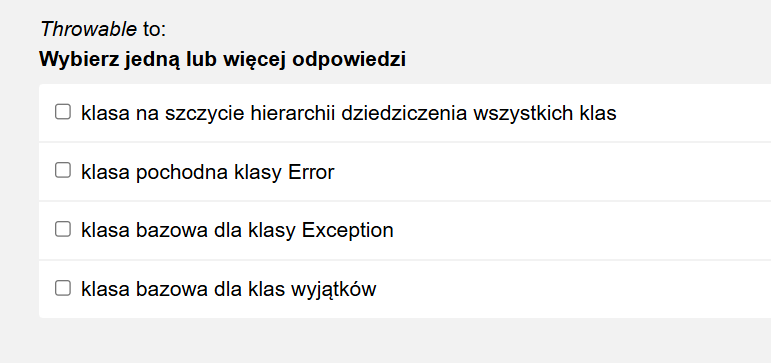 Throwable to:
Wybierz jedną lub więcej odpowiedzi
klasa na szczycie hierarchii dziedziczenia wszystkich klas
klasa pochodna klasy Error
klasa bazowa dla klasy Exception
klasa bazowa dla klas wyjątków